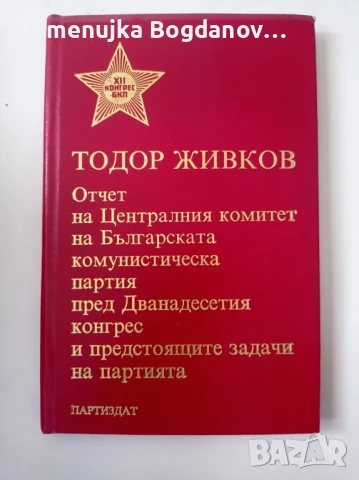 menujka Bogdanov...
XII
КОНГРЕС
БКП
ТОДОР ЖИВКОВ
Отчет
на Централния комитет
на Българската
комунистическа
партия
пред Дванадесетия
конгрес
и предстоящите задачи
на партията
ПАРТИЗДАТ
BAZAR